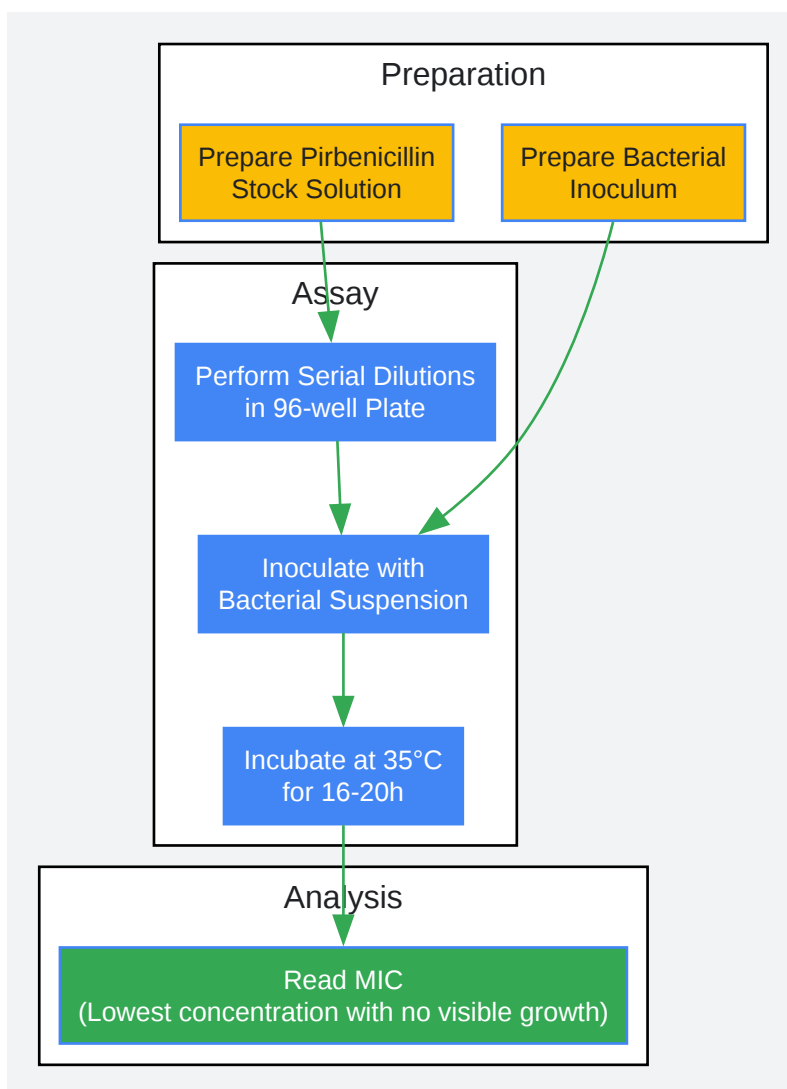 Preparation
Prepare Pirbenicillin
Stock Solution
Prepare Bacterial
Inoculum
Assay
Perform Serial Dilutions
in 96-well Plate
Inoculate with
Bacterial Suspension
Incubate at 35°C
for 16-20h
Analysis
Read MIC
(Lowest concentration with no visible growth)